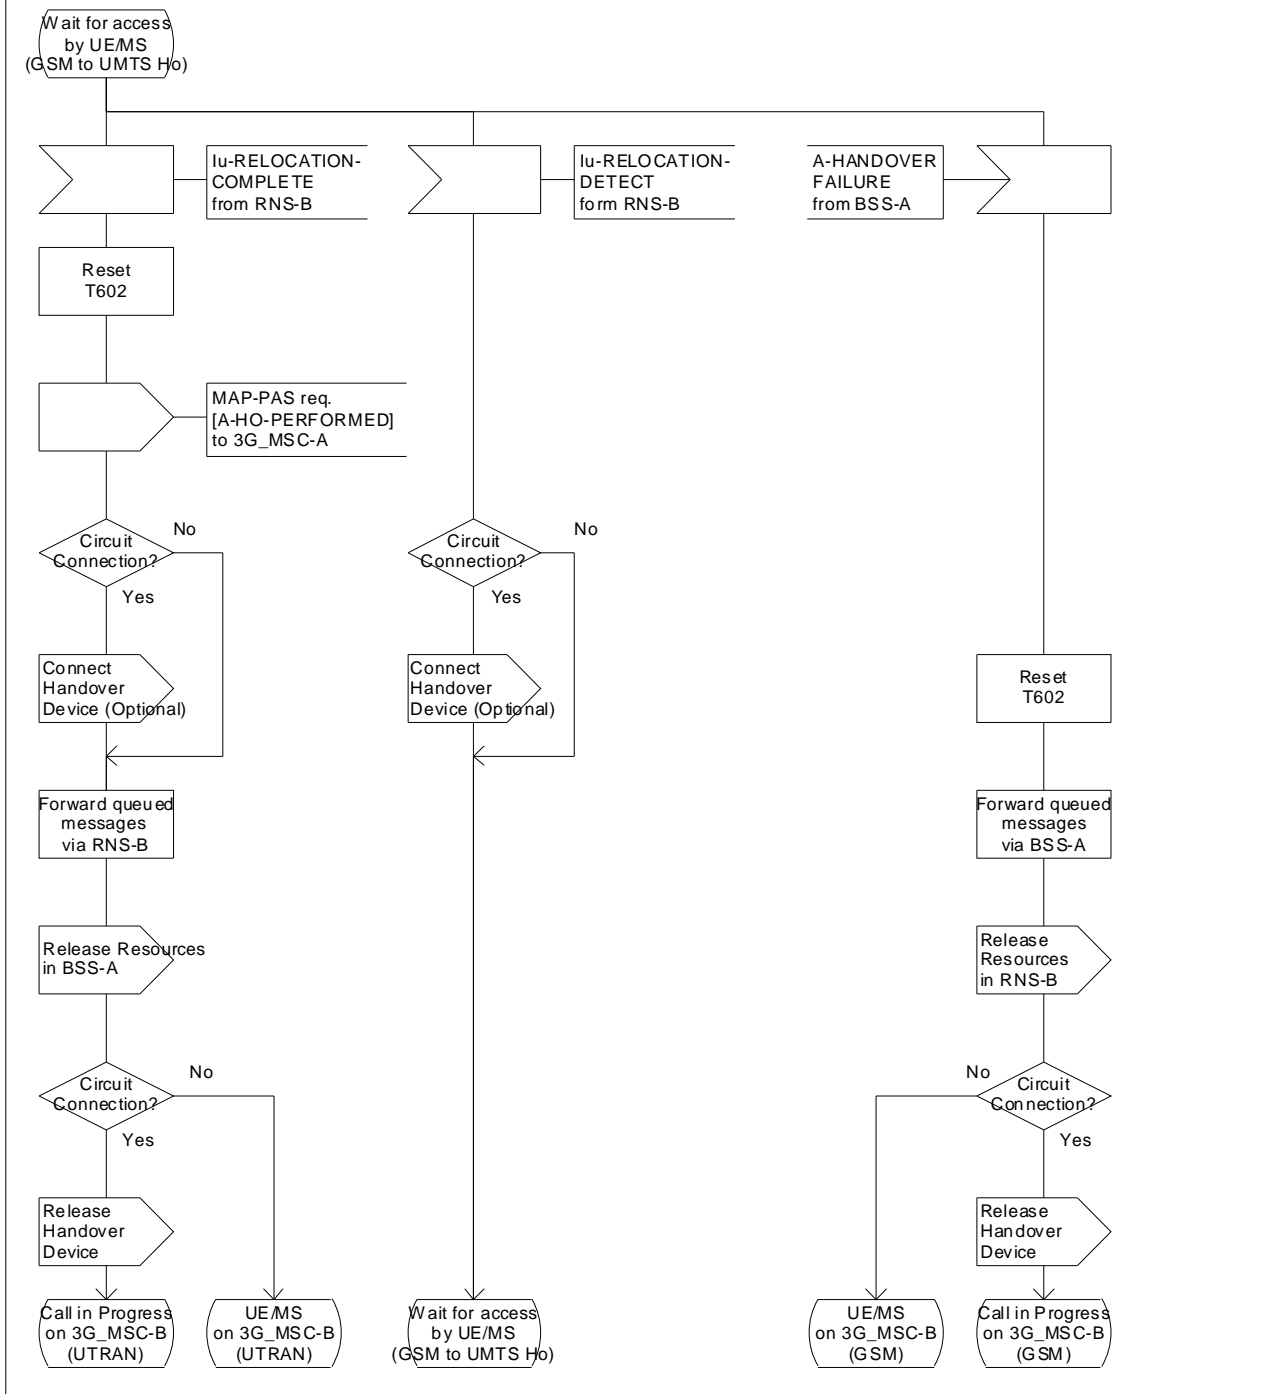 Wait for access
by UE/MS
(GSM to UMTS Ho)
Iu-RELOCATION-
COMPLETE
from RNS-B
Iu-RELOCATION-
DETECT
form RNS-B
A-HANDOVER
FAILURE
from BSS-A
Reset
T602
MAP-PAS req.
[A-HO-PERFORMED]
to 3G_MSC-A
No
Circuit
Connection?
Yes
No
Circuit
Connection?
Yes
Connect
Handover
Device (Optional)
Connect
Handover
Device (Optional)
Reset
T602
Forward queued
messages
via RNS-B
Forward queued
messages
via BSS-A
Release Resources
in BSS-A
Release
Resources
in RNS-B
No
Circuit
Connection?
Yes
No
Circuit
Connection?
Yes
Release
Handover
Device
Release
Handover
Device
Call in Progress
on 3G_MSC-B
(UTRAN)
UE/MS
on 3G_MSC-B
(UTRAN)
Wait for access
by UE/MS
(GSM to UMTS Ho)
UE/MS
on 3G_MSC-B
(GSM)
Call in Progress
on 3G_MSC-B
(GSM)